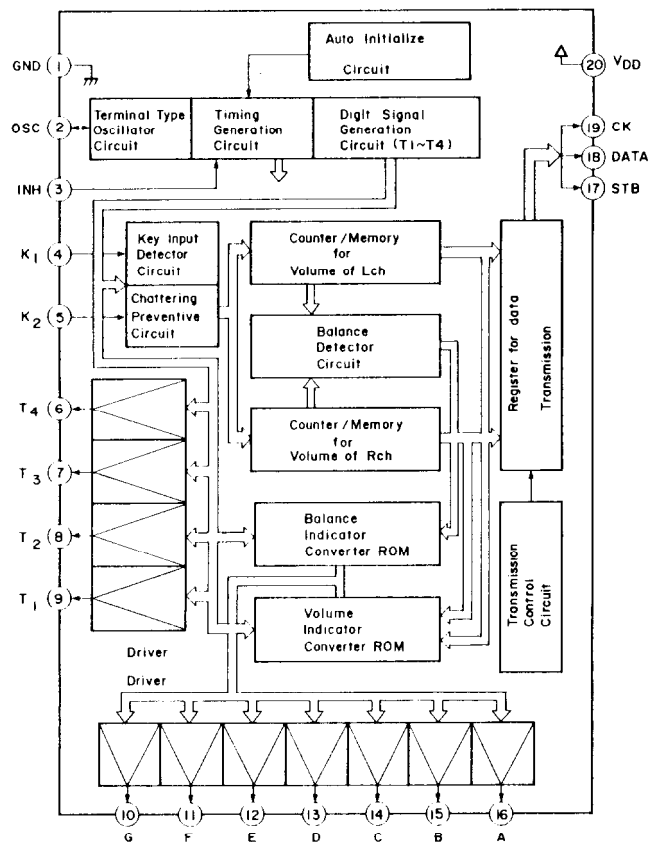 Auto Initialize
Circuit
GND 1
20 VDD
OSC 2
Terminal Type
Oscillator
Circuit
Timing
Generation
Circuit
Digit Signal
Generation
Circuit (T1~T4)
19 CK
18 DATA
17 STB
INH 3
K1 4
Key Input
Detector
Circuit
K2 5
Chattering
Preventive
Circuit
Counter/Memory
for
Volume of Lch
Balance
Detector
Circuit
Counter/Memory
for
Volume of Rch
Register for data
Transmission
T4 6
T3 7
T2 8
T1 9
Balance
Indicator
Converter ROM
Volume
Indicator
Converter ROM
Transmission
Control
Circuit
Driver
Driver
10 11 12 13 14 15 16
G F E D C B A